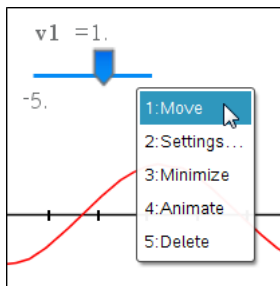 v1 =1.
-5.
1:Move
2:Settings...
3:Minimize
4:Animate
5:Delete